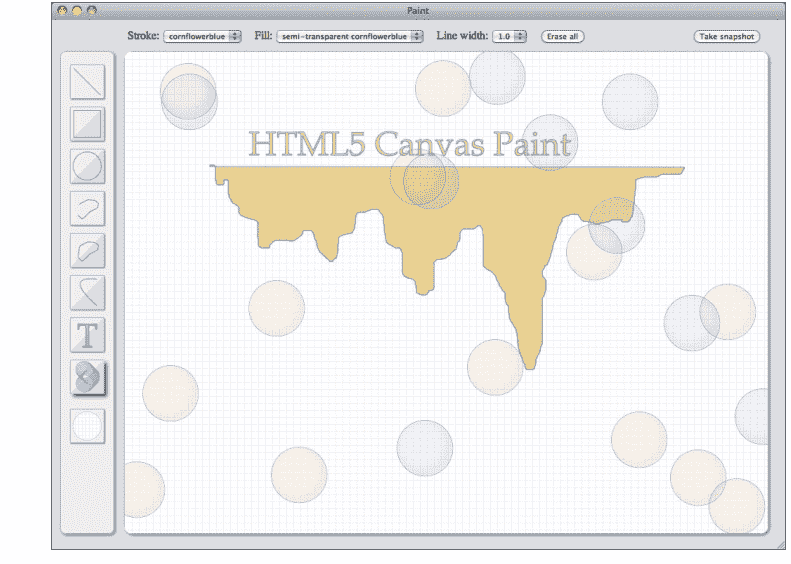 Paint
Stroke: cornflowerblue Fill: semi-transparent cornflowerblue Line width: 1.0 Erase all Take snapshot
HTML5 Canvas Paint
T